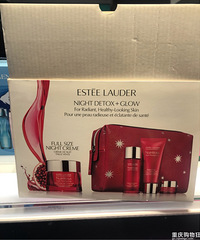 ESTĒE LAUDER
NIGHT DETOX + GLOW
For Radiant, Healthy-Looking Skin
Pour une peau radieuse et éclatante de santé
FULL SIZE
NIGHT CREME
重庆购物狂